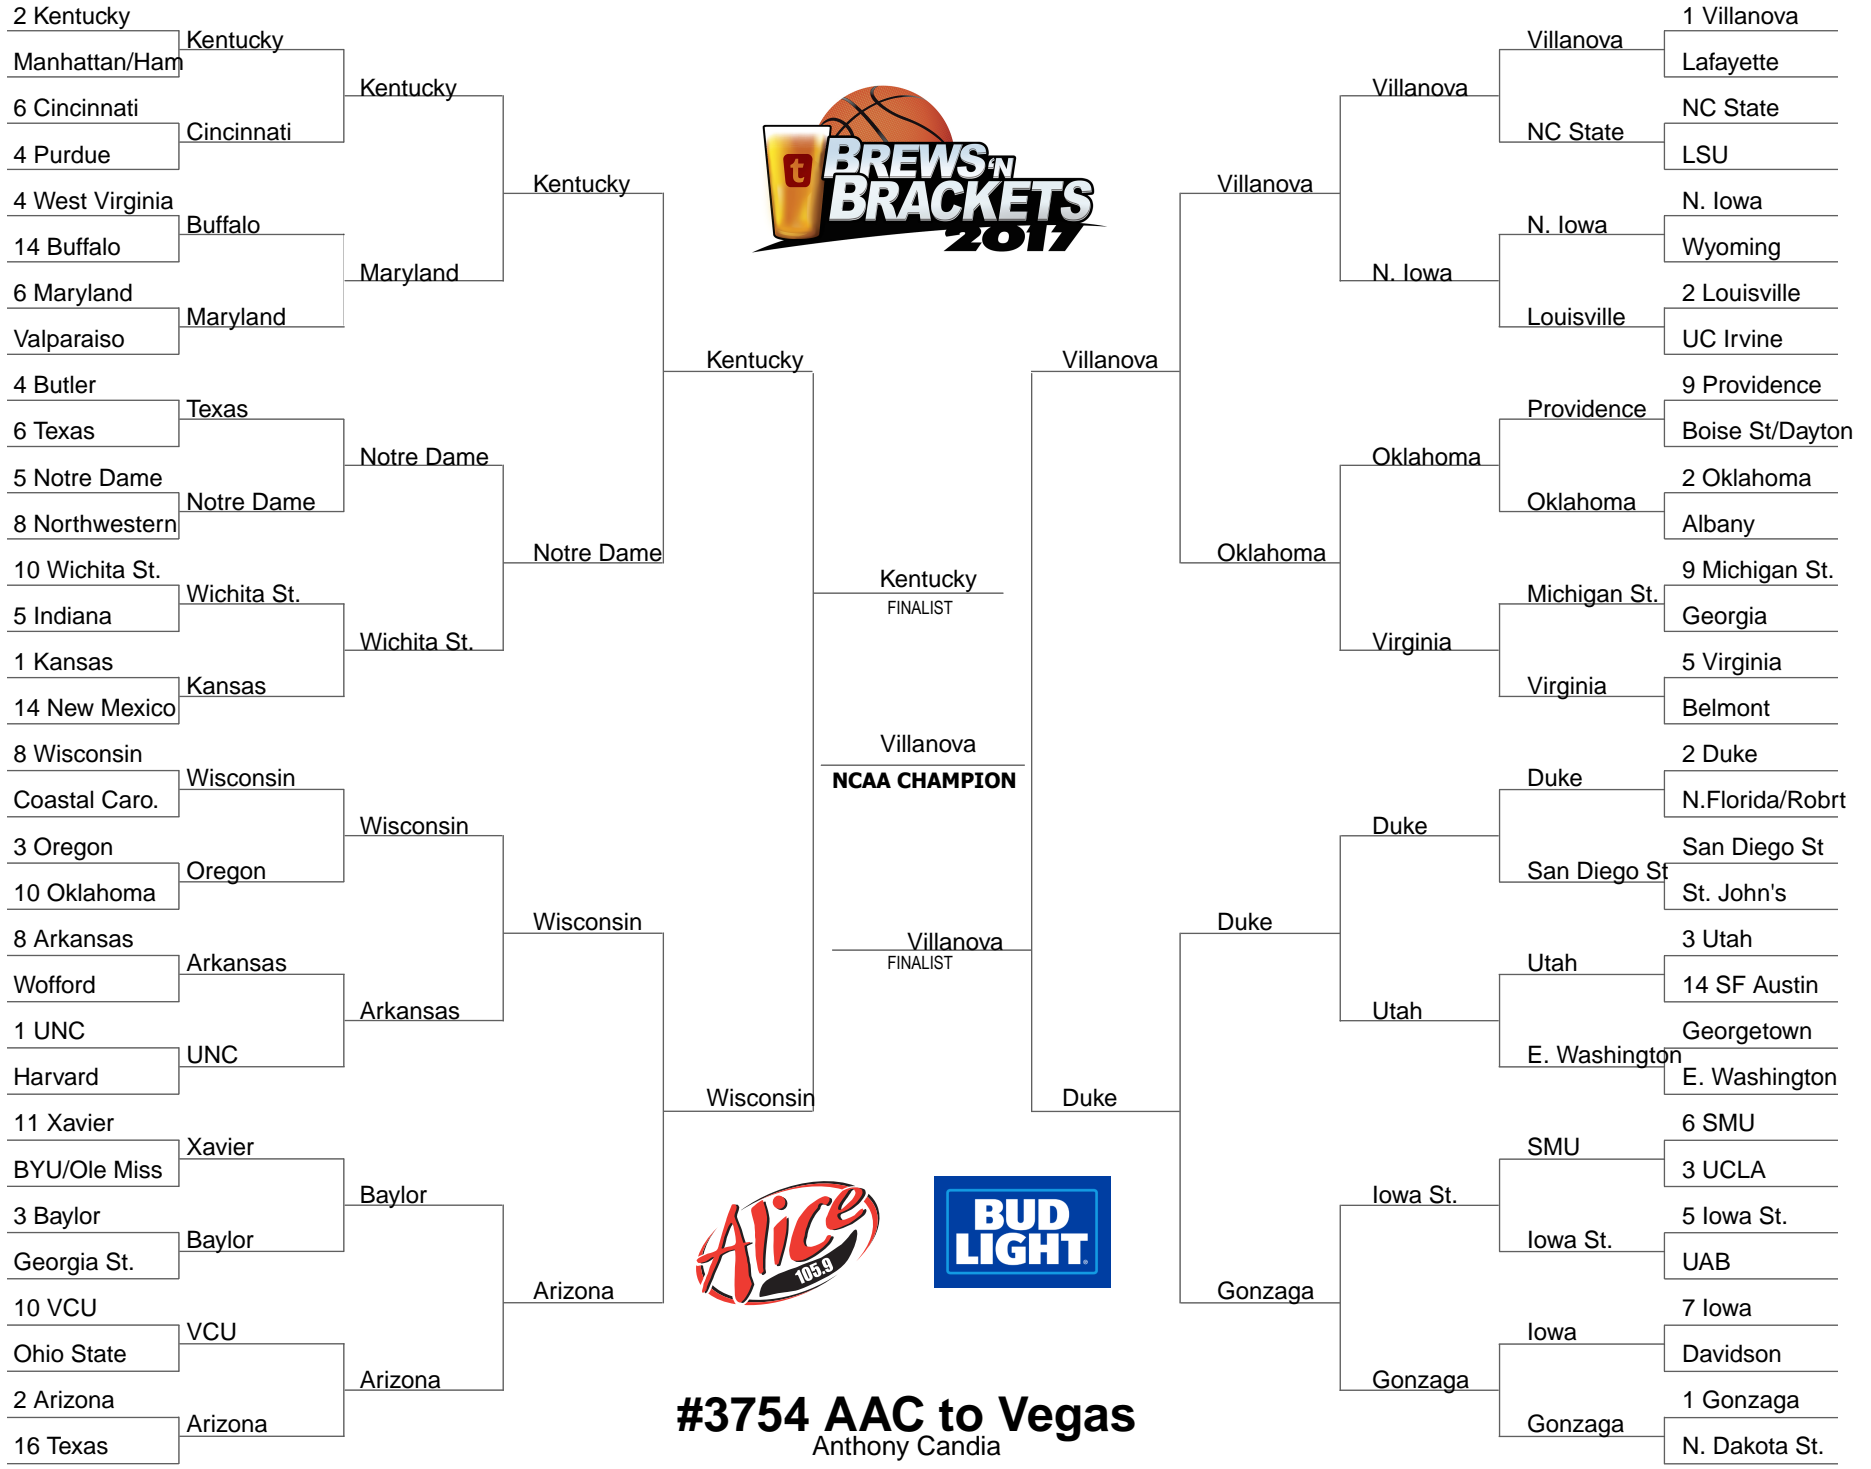 2 Kentucky
Manhattan/Ham
6 Cincinnati
4 Purdue
4 West Virginia
14 Buffalo
6 Maryland
Valparaiso
4 Butler
6 Texas
5 Notre Dame
8 Northwestern
10 Wichita St.
5 Indiana
1 Kansas
14 New Mexico
8 Wisconsin
Coastal Caro.
3 Oregon
10 Oklahoma
8 Arkansas
Wofford
1 UNC
Harvard
11 Xavier
BYU/Ole Miss
3 Baylor
Georgia St.
10 VCU
Ohio State
2 Arizona
16 Texas
Kentucky
Cincinnati
Buffalo
Maryland
Texas
Notre Dame
Wichita St.
Kansas
Wisconsin
Oregon
Arkansas
UNC
Xavier
Baylor
VCU
Arizona
Kentucky
Maryland
Notre Dame
Wichita St.
Wisconsin
Arkansas
Baylor
Arizona
Kentucky
Notre Dame
Wisconsin
Arizona
Kentucky
Wisconsin
t
BREWS 'N
BRACKETS
2017
Kentucky
FINALIST
Villanova
NCAA CHAMPION
Villanova
FINALIST
Alice
105.9
BUD
LIGHT
#3754 AAC to Vegas
Anthony Candia
Villanova
Duke
Villanova
Oklahoma
Duke
Gonzaga
Villanova
N. Iowa
Oklahoma
Virginia
Duke
Utah
Iowa St.
Gonzaga
Villanova
NC State
N. Iowa
Louisville
Providence
Oklahoma
Michigan St.
Virginia
Duke
San Diego St
Utah
E. Washington
SMU
Iowa St.
Iowa
Gonzaga
1 Villanova
Lafayette
NC State
LSU
N. Iowa
Wyoming
2 Louisville
UC Irvine
9 Providence
Boise St/Dayton
2 Oklahoma
Albany
9 Michigan St.
Georgia
5 Virginia
Belmont
2 Duke
N.Florida/Robrt
San Diego St
St. John's
3 Utah
14 SF Austin
Georgetown
E. Washington
6 SMU
3 UCLA
5 Iowa St.
UAB
7 Iowa
Davidson
1 Gonzaga
N. Dakota St.